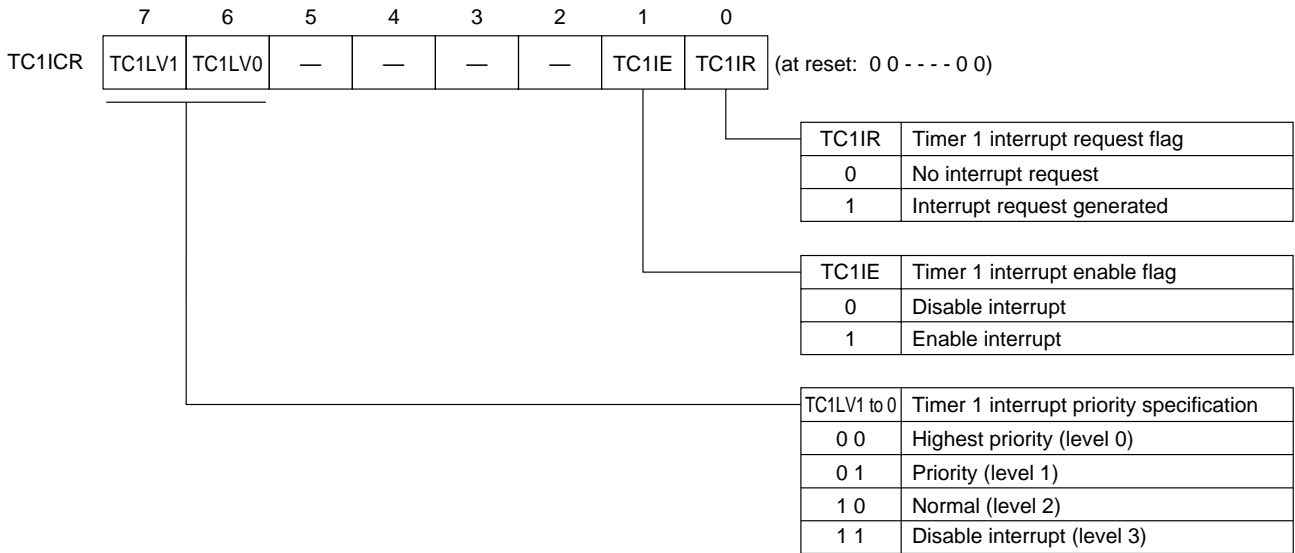 7 6 5 4 3 2 1 0
TC1ICR TC1LV1 TC1LV0 — — — — TC1IE TC1IR (at reset: 0 0 - - - - 0 0)
TC1IR Timer 1 interrupt request flag
0 No interrupt request
1 Interrupt request generated
TC1IE Timer 1 interrupt enable flag
0 Disable interrupt
1 Enable interrupt
TC1LV1 to 0 Timer 1 interrupt priority specification
0 0 Highest priority (level 0)
0 1 Priority (level 1)
1 0 Normal (level 2)
1 1 Disable interrupt (level 3)